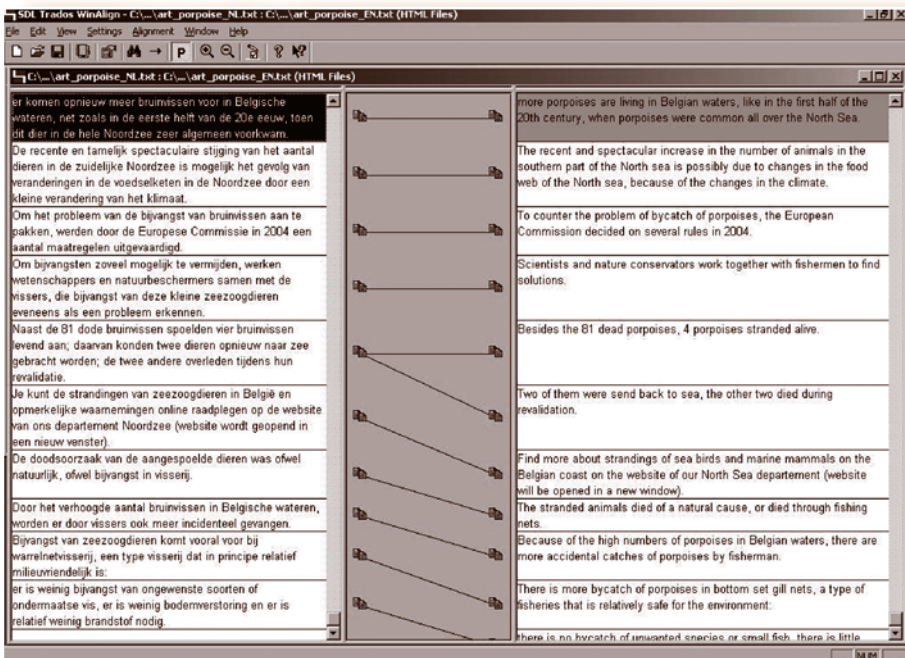 SDL Trados WinAlign - C:\...\art_porpoise_NL.txt : C:\...\art_porpoise_EN.txt (HTML Files)
File Edit View Settings Alignment Window Help
P
C:\...\art_porpoise_NL.txt : C:\...\art_porpoise_EN.txt (HTML Files)
er komen opnieuw meer bruinvissen voor in Belgische
wateren, net zoals in de eerste helft van de 20e eeuw, toen
dit dier in de hele Noordzee zeer algemeen voorkwam.
De recente en tamelijk spectaculaire stijging van het aantal
dieren in de zuidelijke Noordzee is mogelijk het gevolg van
veranderingen in de voedselketen in de Noordzee door een
kleine verandering van het klimaat.
Om het probleem van de bijvangst van bruinvissen aan te
pakken, werden door de Europese Commissie in 2004 een
aantal maatregelen uitgevaardigd.
Om bijvangsten zoveel mogelijk te vermijden, werken
wetenschappers en natuurbeschermers samen met de
vissers, die bijvangst van deze kleine zeezoogdieren
eveneens als een probleem erkennen.
Naast de 81 dode bruinvissen spoelden vier bruinvissen
levend aan; daarvan konden twee dieren opnieuw naar zee
gebracht worden; de twee andere overleden tijdens hun
revalidatie.
Je kunt de strandingen van zeezoogdieren in België en
opmerkelijke waarnemingen online raadplegen op de website
van ons departement Noordzee (website wordt geopend in
een nieuw venster).
De doodsoorzaak van de aangespoelde dieren was ofwel
natuurlijk, ofwel bijvangst in visserij.
Door het verhoogde aantal bruinvissen in Belgische wateren,
worden er door vissers ook meer incidenteel gevangen.
Bijvangst van zeezoogdieren komt vooral voor bij
warrelnetvisserij, een type visserij dat in principe relatief
milieuvriendelijk is:
er is weinig bijvangst van ongewenste soorten of
ondermaatse vis, er is weinig bodemverstoring en er is
relatief weinig brandstof nodig.
more porpoises are living in Belgian waters, like in the first half of the
20th century, when porpoises were common all over the North Sea.
The recent and spectacular increase in the number of animals in the
southern part of the North sea is possibly due to changes in the food
web of the North sea, because of the changes in the climate.
To counter the problem of bycatch of porpoises, the European
Commission decided on several rules in 2004.
Scientists and nature conservators work together with fishermen to find
solutions.
Besides the 81 dead porpoises, 4 porpoises stranded alive.
Two of them were send back to sea, the other two died during
revalidation.
Find more about strandings of sea birds and marine mammals on the
Belgian coast on the website of our North Sea departement (website
will be opened in a new window).
The stranded animals died of a natural cause, or died through fishing
nets.
Because of the high numbers of porpoises in Belgian waters, there are
more accidental catches of porpoises by fisherman.
There is more bycatch of porpoises in bottom set gill nets, a type of
fisheries that is relatively safe for the environment:
there is no bycatch of unwanted species or small fish, there is little
NUM